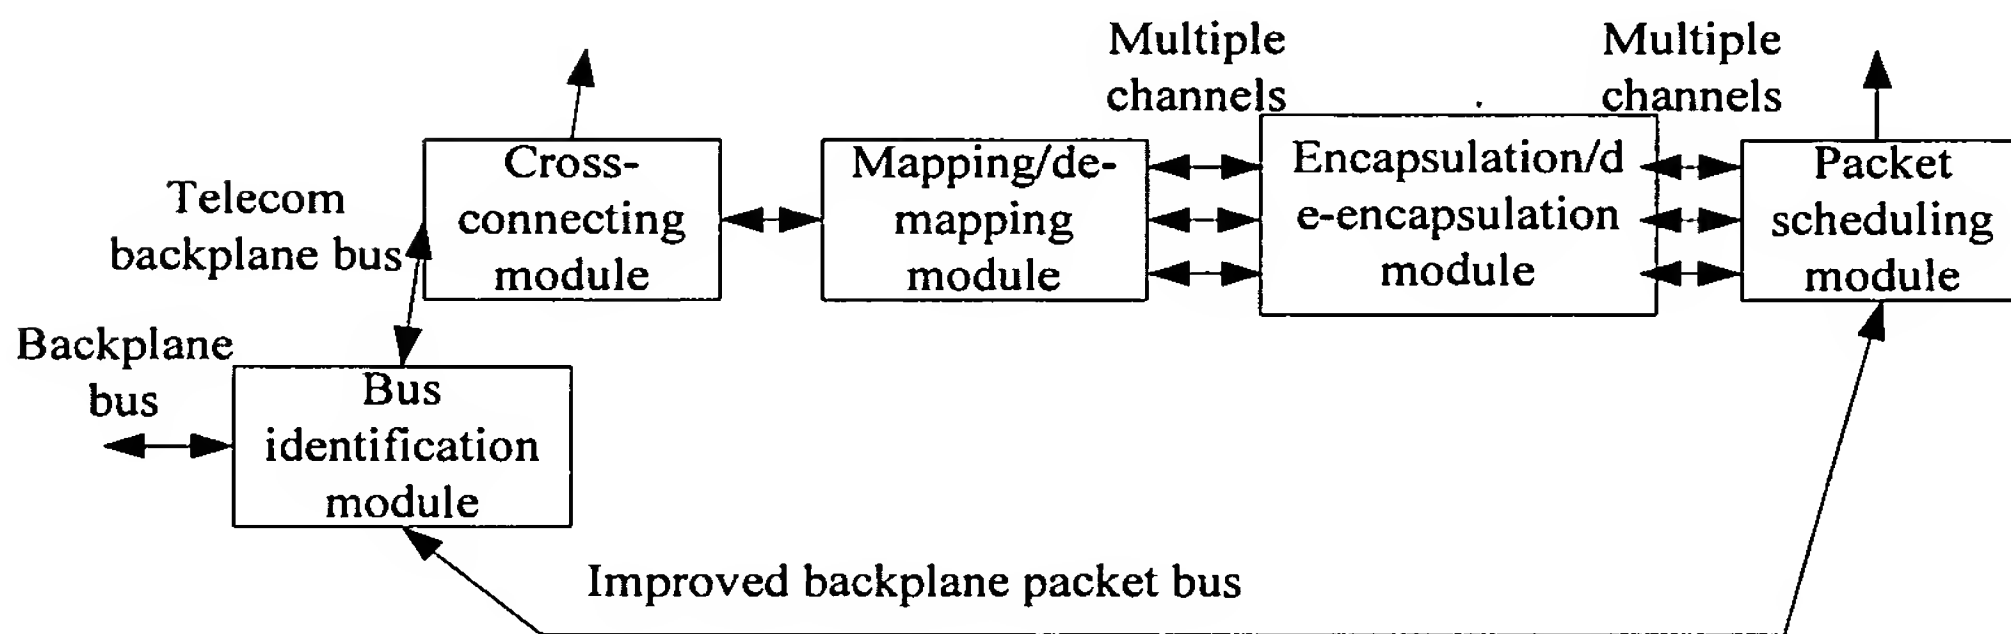 Multiple
channels
Multiple
channels
Cross-
connecting
module
Mapping/de-
mapping
module
Encapsulation/d
e-encapsulation
module
Packet
scheduling
module
Telecom
backplane bus
Backplane
bus
Bus
identification
module
Improved backplane packet bus